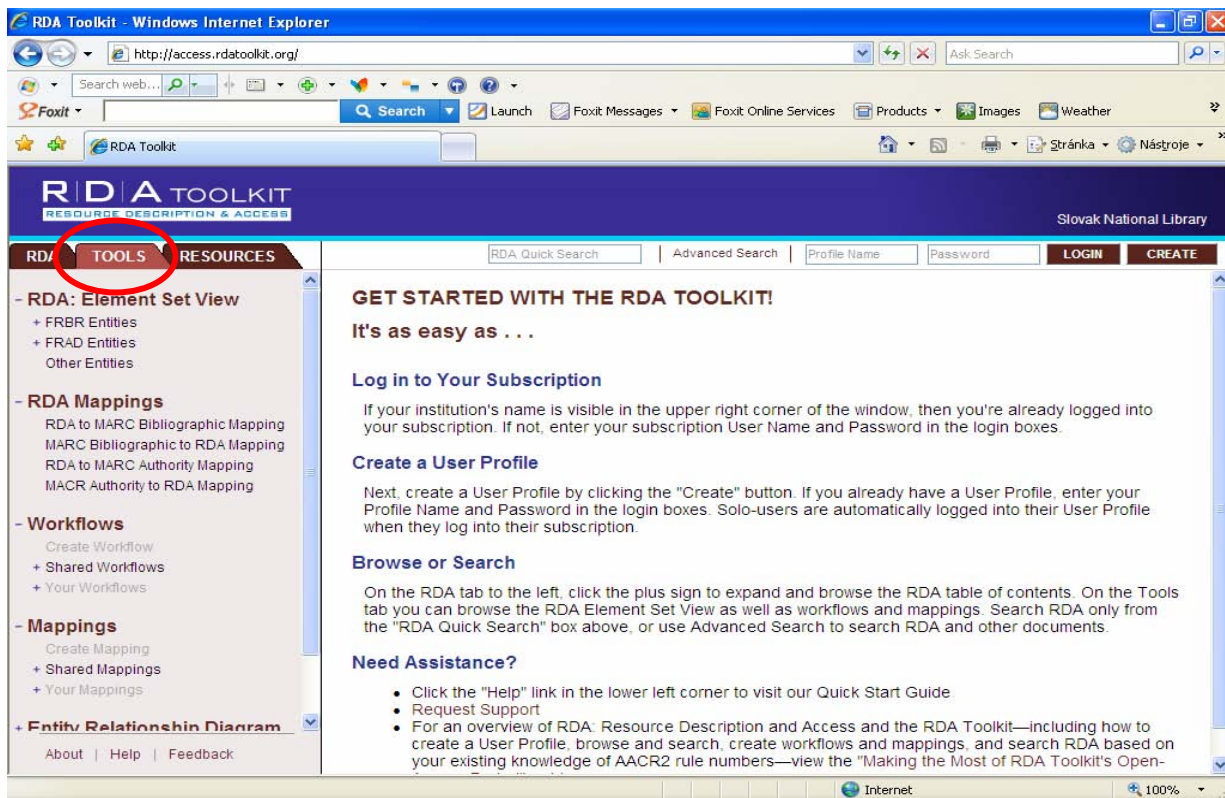 RDA Toolkit - Windows Internet Explorer
http://access.rdatoolkit.org/
Ask Search
Search web...
Foxit
Search
Launch
Foxit Messages
Foxit Online Services
Products
Images
Weather
RDA Toolkit
Stránka
Nástroje
R|D|A TOOLKIT
RESOURCE DESCRIPTION & ACCESS
Slovak National Library
RDA TOOLS RESOURCES
RDA Quick Search
Advanced Search
Profile Name
Password
LOGIN
CREATE
- RDA: Element Set View
+ FRBR Entities
+ FRAD Entities
Other Entities
- RDA Mappings
RDA to MARC Bibliographic Mapping
MARC Bibliographic to RDA Mapping
RDA to MARC Authority Mapping
MACR Authority to RDA Mapping
- Workflows
Create Workflow
+ Shared Workflows
+ Your Workflows
- Mappings
Create Mapping
+ Shared Mappings
+ Your Mappings
+ Entity Relationship Diagram
About | Help | Feedback
GET STARTED WITH THE RDA TOOLKIT!
It's as easy as . . .
Log in to Your Subscription
If your institution's name is visible in the upper right corner of the window, then you're already logged into
your subscription. If not, enter your subscription User Name and Password in the login boxes.
Create a User Profile
Next, create a User Profile by clicking the "Create" button. If you already have a User Profile, enter your
Profile Name and Password in the login boxes. Solo-users are automatically logged into their User Profile
when they log into their subscription.
Browse or Search
On the RDA tab to the left, click the plus sign to expand and browse the RDA table of contents. On the Tools
tab you can browse the RDA Element Set View as well as workflows and mappings. Search RDA only from
the "RDA Quick Search" box above, or use Advanced Search to search RDA and other documents.
Need Assistance?
• Click the "Help" link in the lower left corner to visit our Quick Start Guide
• Request Support
• For an overview of RDA: Resource Description and Access and the RDA Toolkit—including how to
create a User Profile, browse and search, create workflows and mappings, and search RDA based on
your existing knowledge of AACR2 rule numbers—view the "Making the Most of RDA Toolkit's Open-
Internet
100%